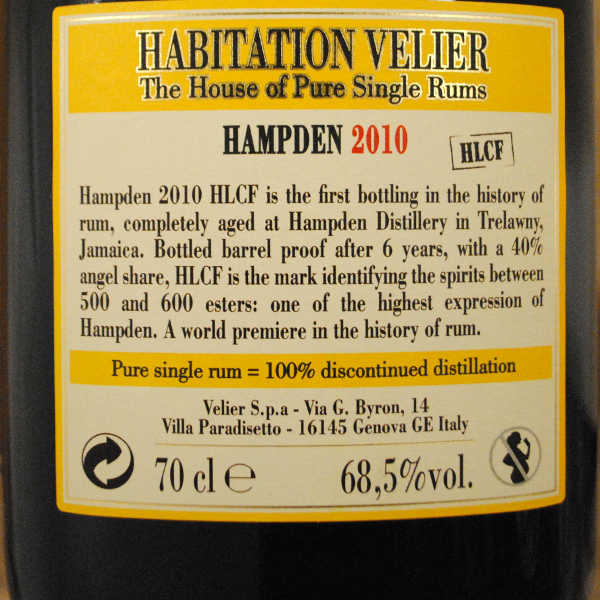 HABITATION VELIER
The House of Pure Single Rums
HAMPDEN 2010
HLCF
Hampden 2010 HLCF is the first bottling in the history of
rum, completely aged at Hampden Distillery in Trelawny,
Jamaica. Bottled barrel proof after 6 years, with a 40%
angel share, HLCF is the mark identifying the spirits between
500 and 600 esters: one of the highest expression of
Hampden. A world premiere in the history of rum.
Pure single rum = 100% discontinued distillation
Velier S.p.a - Via G. Byron, 14
Villa Paradisetto - 16145 Genova GE Italy
70 cl ℮ 68,5%vol.